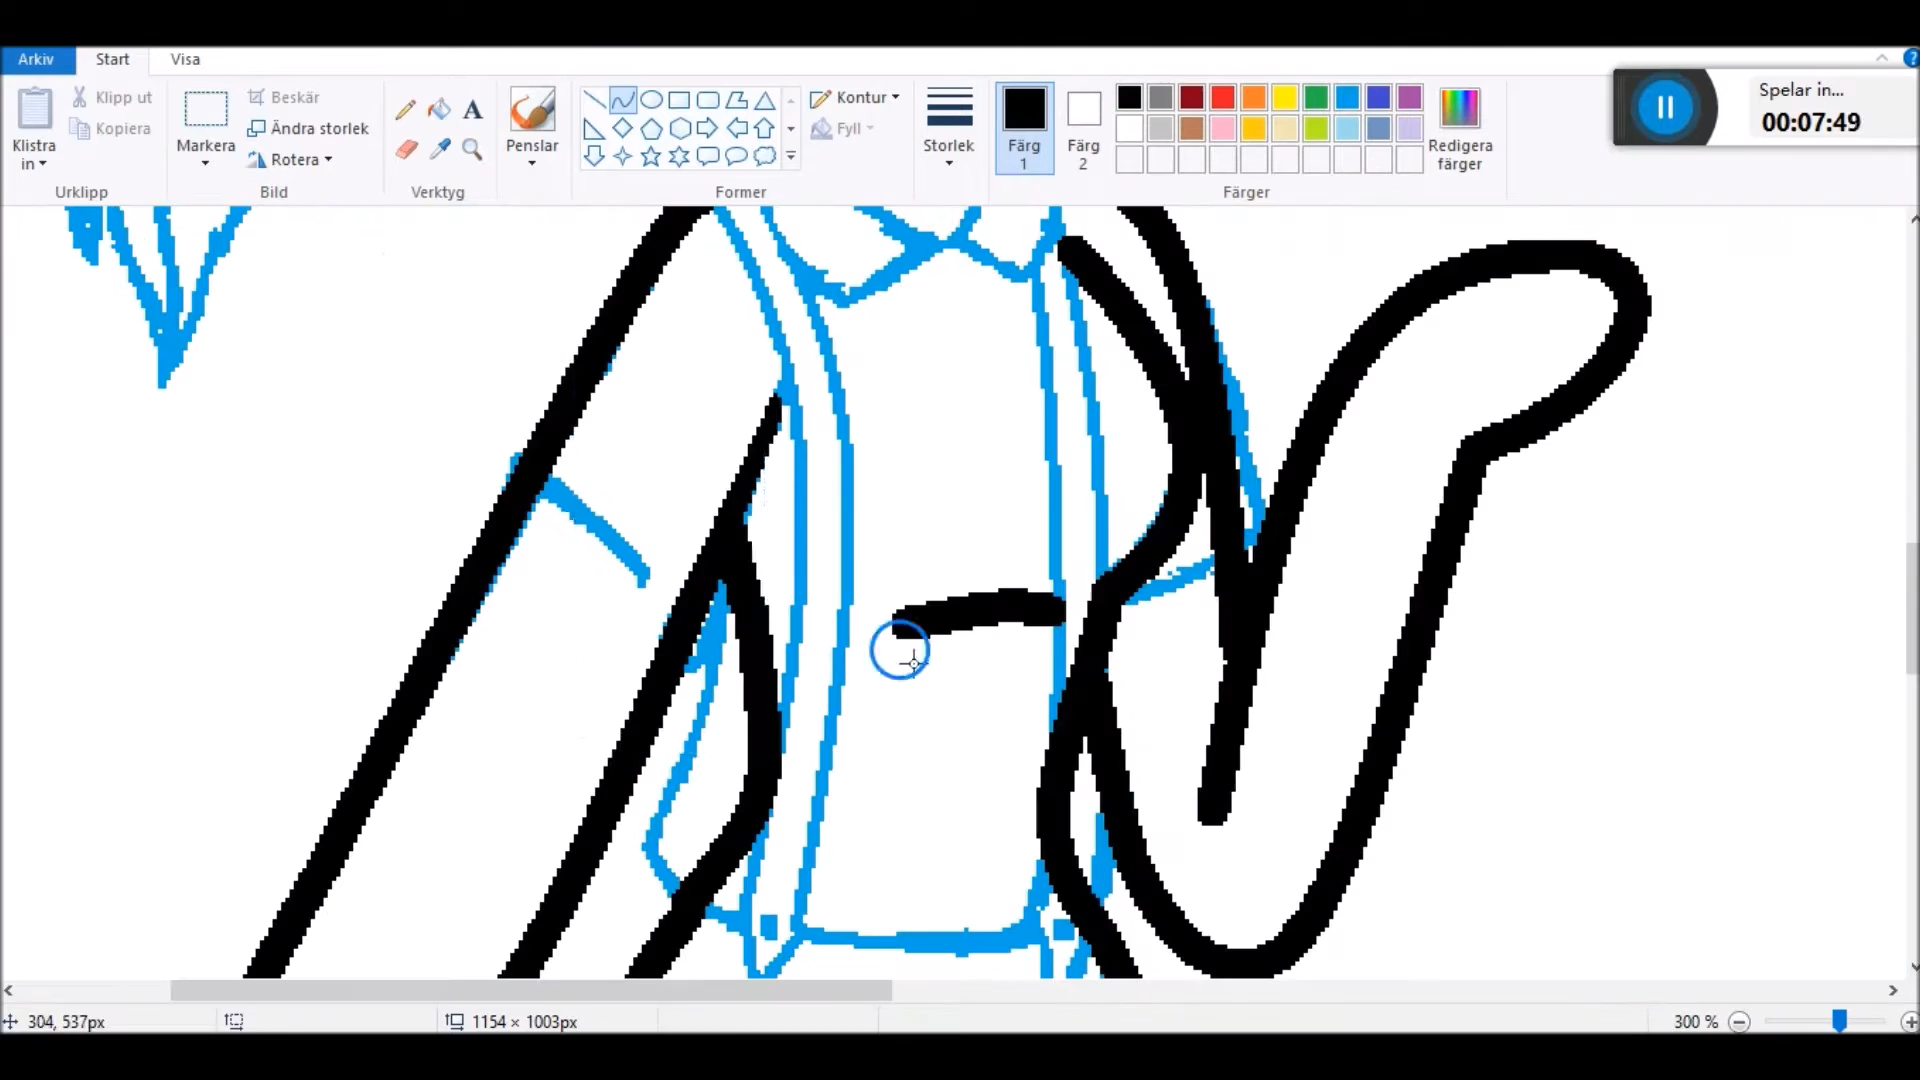 Arkiv Start Visa
Klistra in
Klipp ut
Kopiera
Urklipp
Markera
Beskär
Ändra storlek
Rotera
Bild
A
Verktyg
Penslar
Former
Kontur
Fyll
Storlek
Färg 1
Färg 2
Färger
Redigera färger
?
Spelar in...
00:07:49
304, 537px
1154 × 1003px
300 %